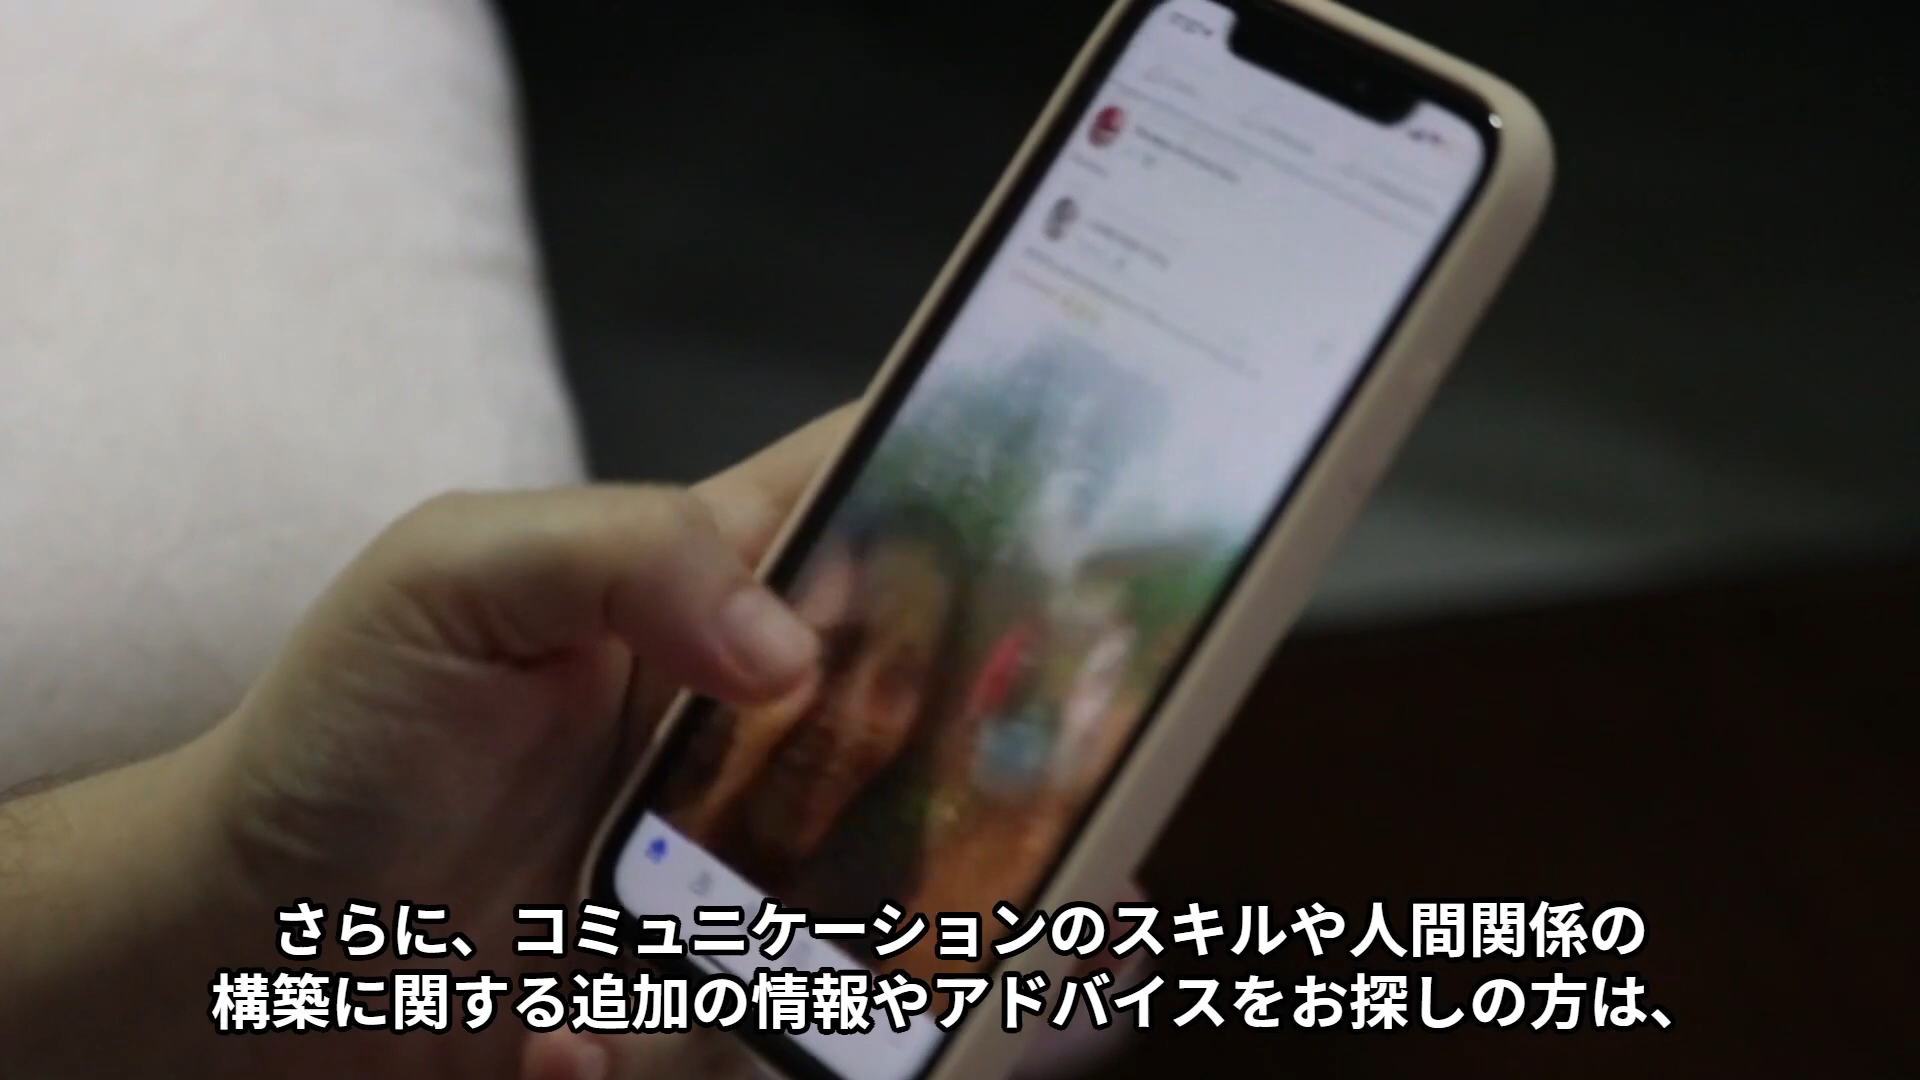 さらに、コミュニケーションのスキルや人間関係の
構築に関する追加の情報やアドバイスをお探しの方は、